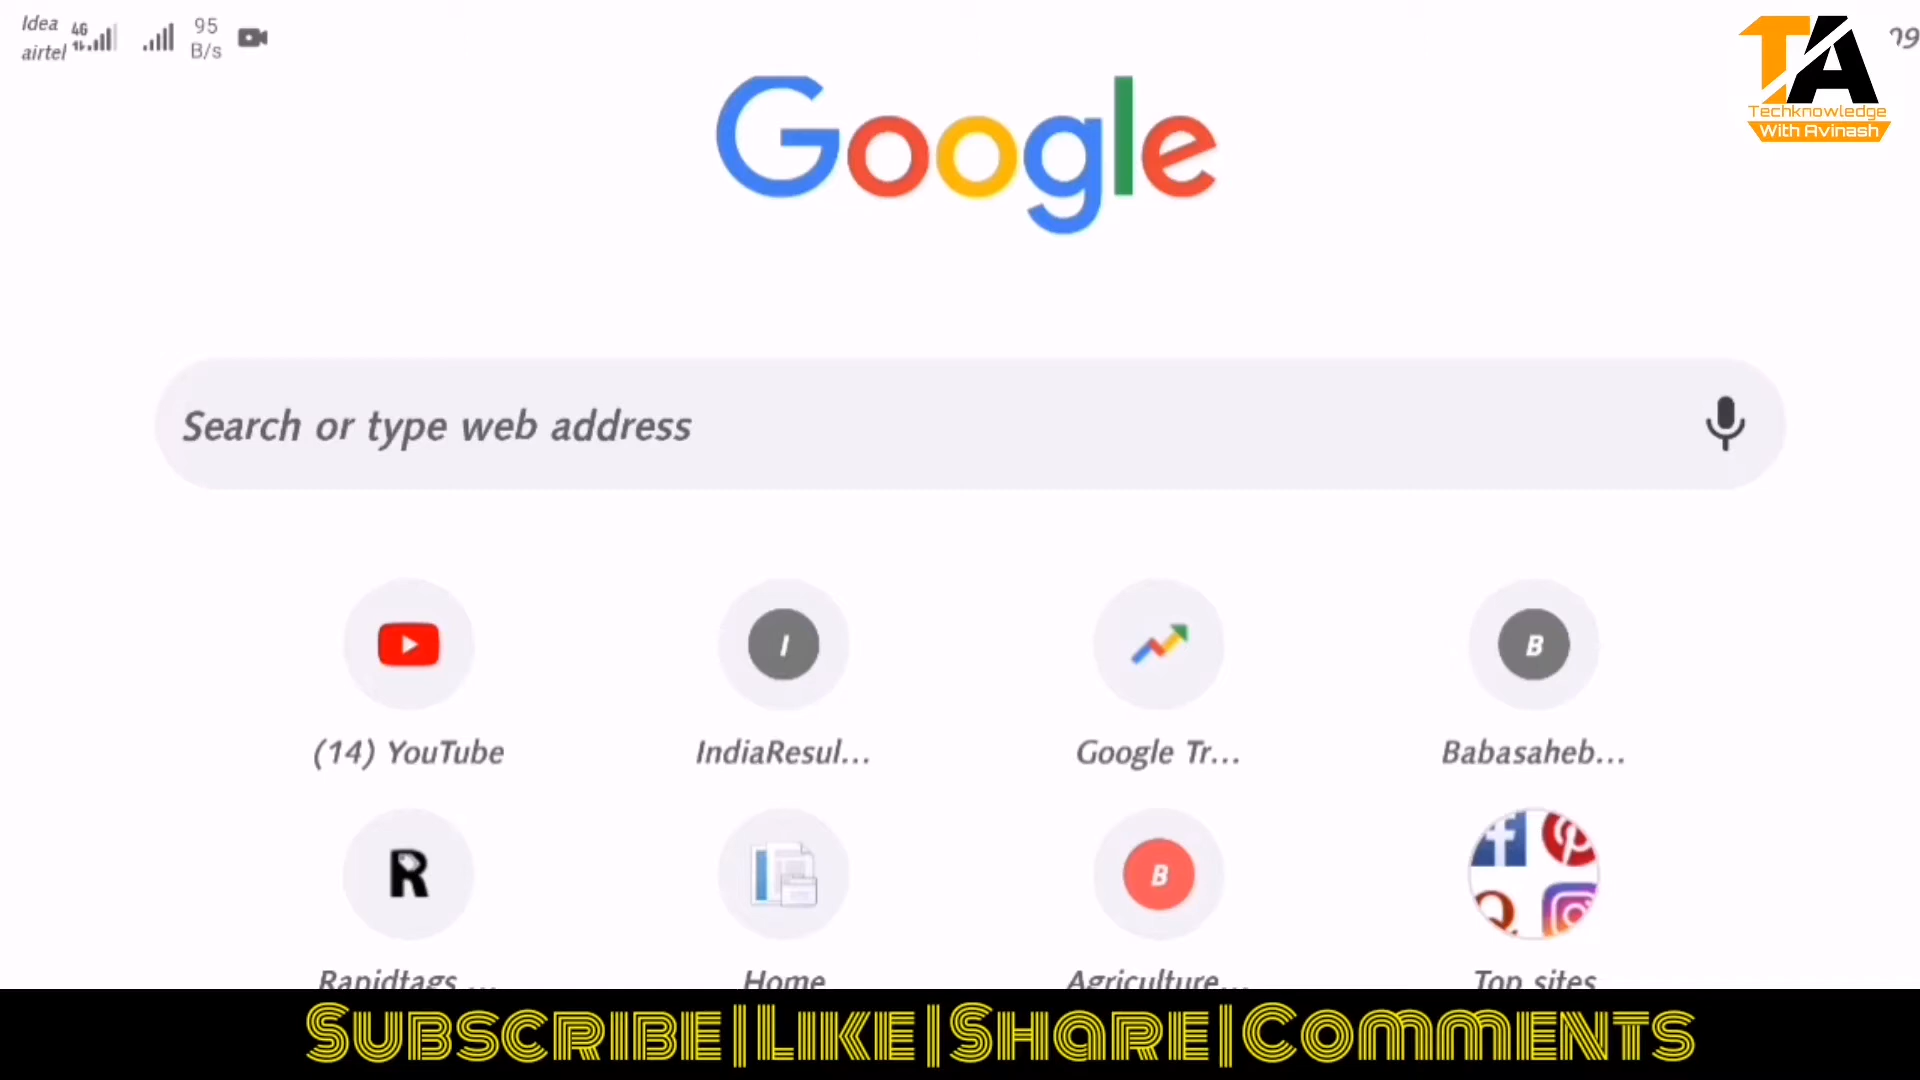 Idea 4G
airtel
95
B/s
TA
Techknowledge
With Avinash
Google
Search or type web address
I
B
(14) YouTube
IndiaResul...
Google Tr...
Babasaheb...
R
B
Rapidtags ...
Home
Agriculture...
Top sites
Subscribe|Like|Share|Comments